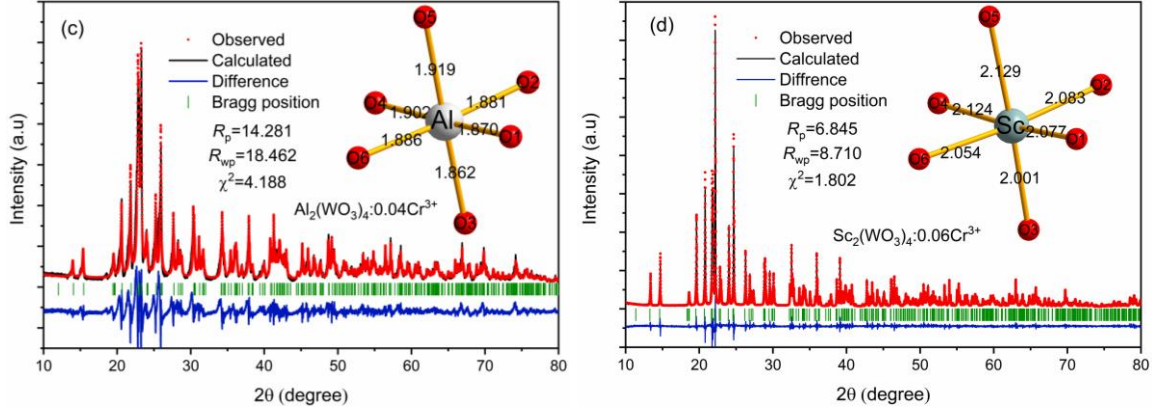 (c)
Observed
Calculated
Difference
Bragg position
Rp=14.281
Rwp=18.462
χ²=4.188
Al2(WO3)4:0.04Cr3+
O5
O2
O4
O1
O6
O3
Al
1.919
1.881
1.902
1.870
1.886
1.862
Intensity (a.u)
10 20 30 40 50 60 70 80
2θ (degree)
(d)
Observed
Calculated
Diffrence
Bragg position
Rp=6.845
Rwp=8.710
χ²=1.802
Sc2(WO3)4:0.06Cr3+
O5
O2
O4
O1
O6
O3
Sc
2.129
2.083
2.124
2.077
2.054
2.001
Intensity (a.u)
10 20 30 40 50 60 70 80
2θ (degree)